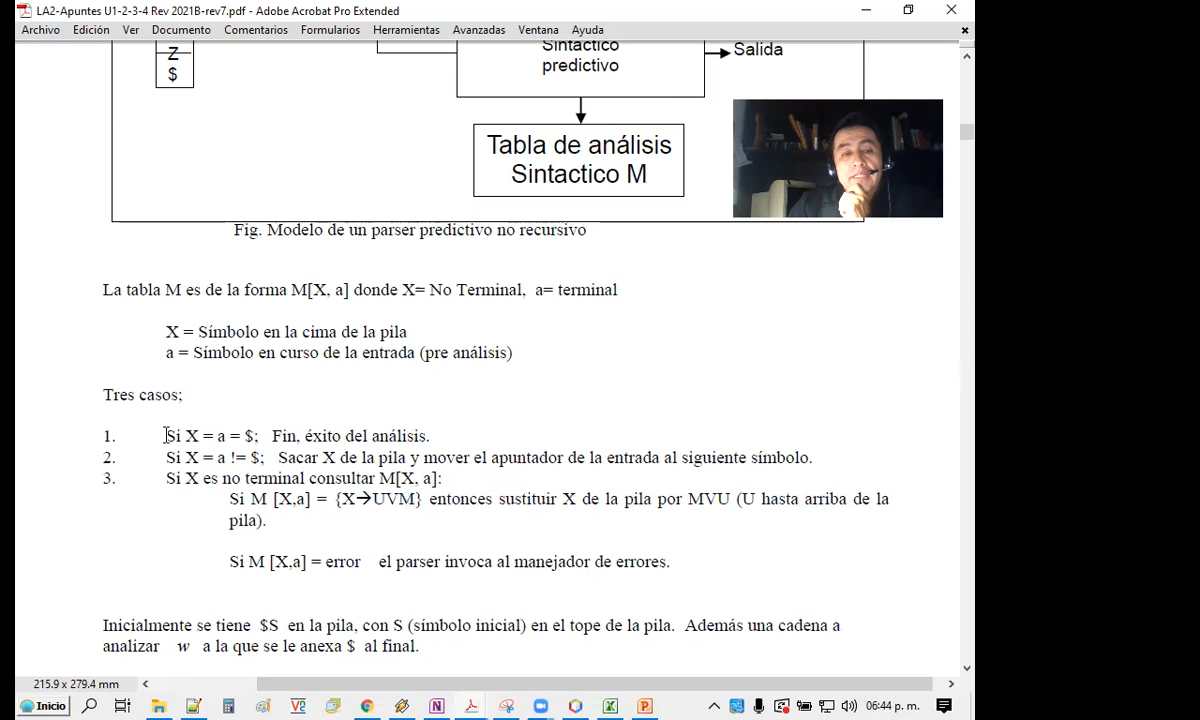 LA2-Apuntes U1-2-3-4 Rev 2021B-rev7.pdf - Adobe Acrobat Pro Extended
Archivo Edición Ver Documento Comentarios Formularios Herramientas Avanzadas Ventana Ayuda
Z
$
Sintáctico
predictivo
Salida
Tabla de análisis
Sintactico M
Fig. Modelo de un parser predictivo no recursivo
La tabla M es de la forma M[X, a] donde X= No Terminal, a= terminal
X = Símbolo en la cima de la pila
a = Símbolo en curso de la entrada (pre análisis)
Tres casos;
1. Si X = a = $; Fin, éxito del análisis.
2. Si X = a != $; Sacar X de la pila y mover el apuntador de la entrada al siguiente símbolo.
3. Si X es no terminal consultar M[X, a]:
Si M [X,a] = {X→UVM} entonces sustituir X de la pila por MVU (U hasta arriba de la
pila).
Si M [X,a] = error el parser invoca al manejador de errores.
Inicialmente se tiene $S en la pila, con S (símbolo inicial) en el tope de la pila. Además una cadena a
analizar w a la que se le anexa $ al final.
215.9 x 279.4 mm
Inicio 06:44 p. m.